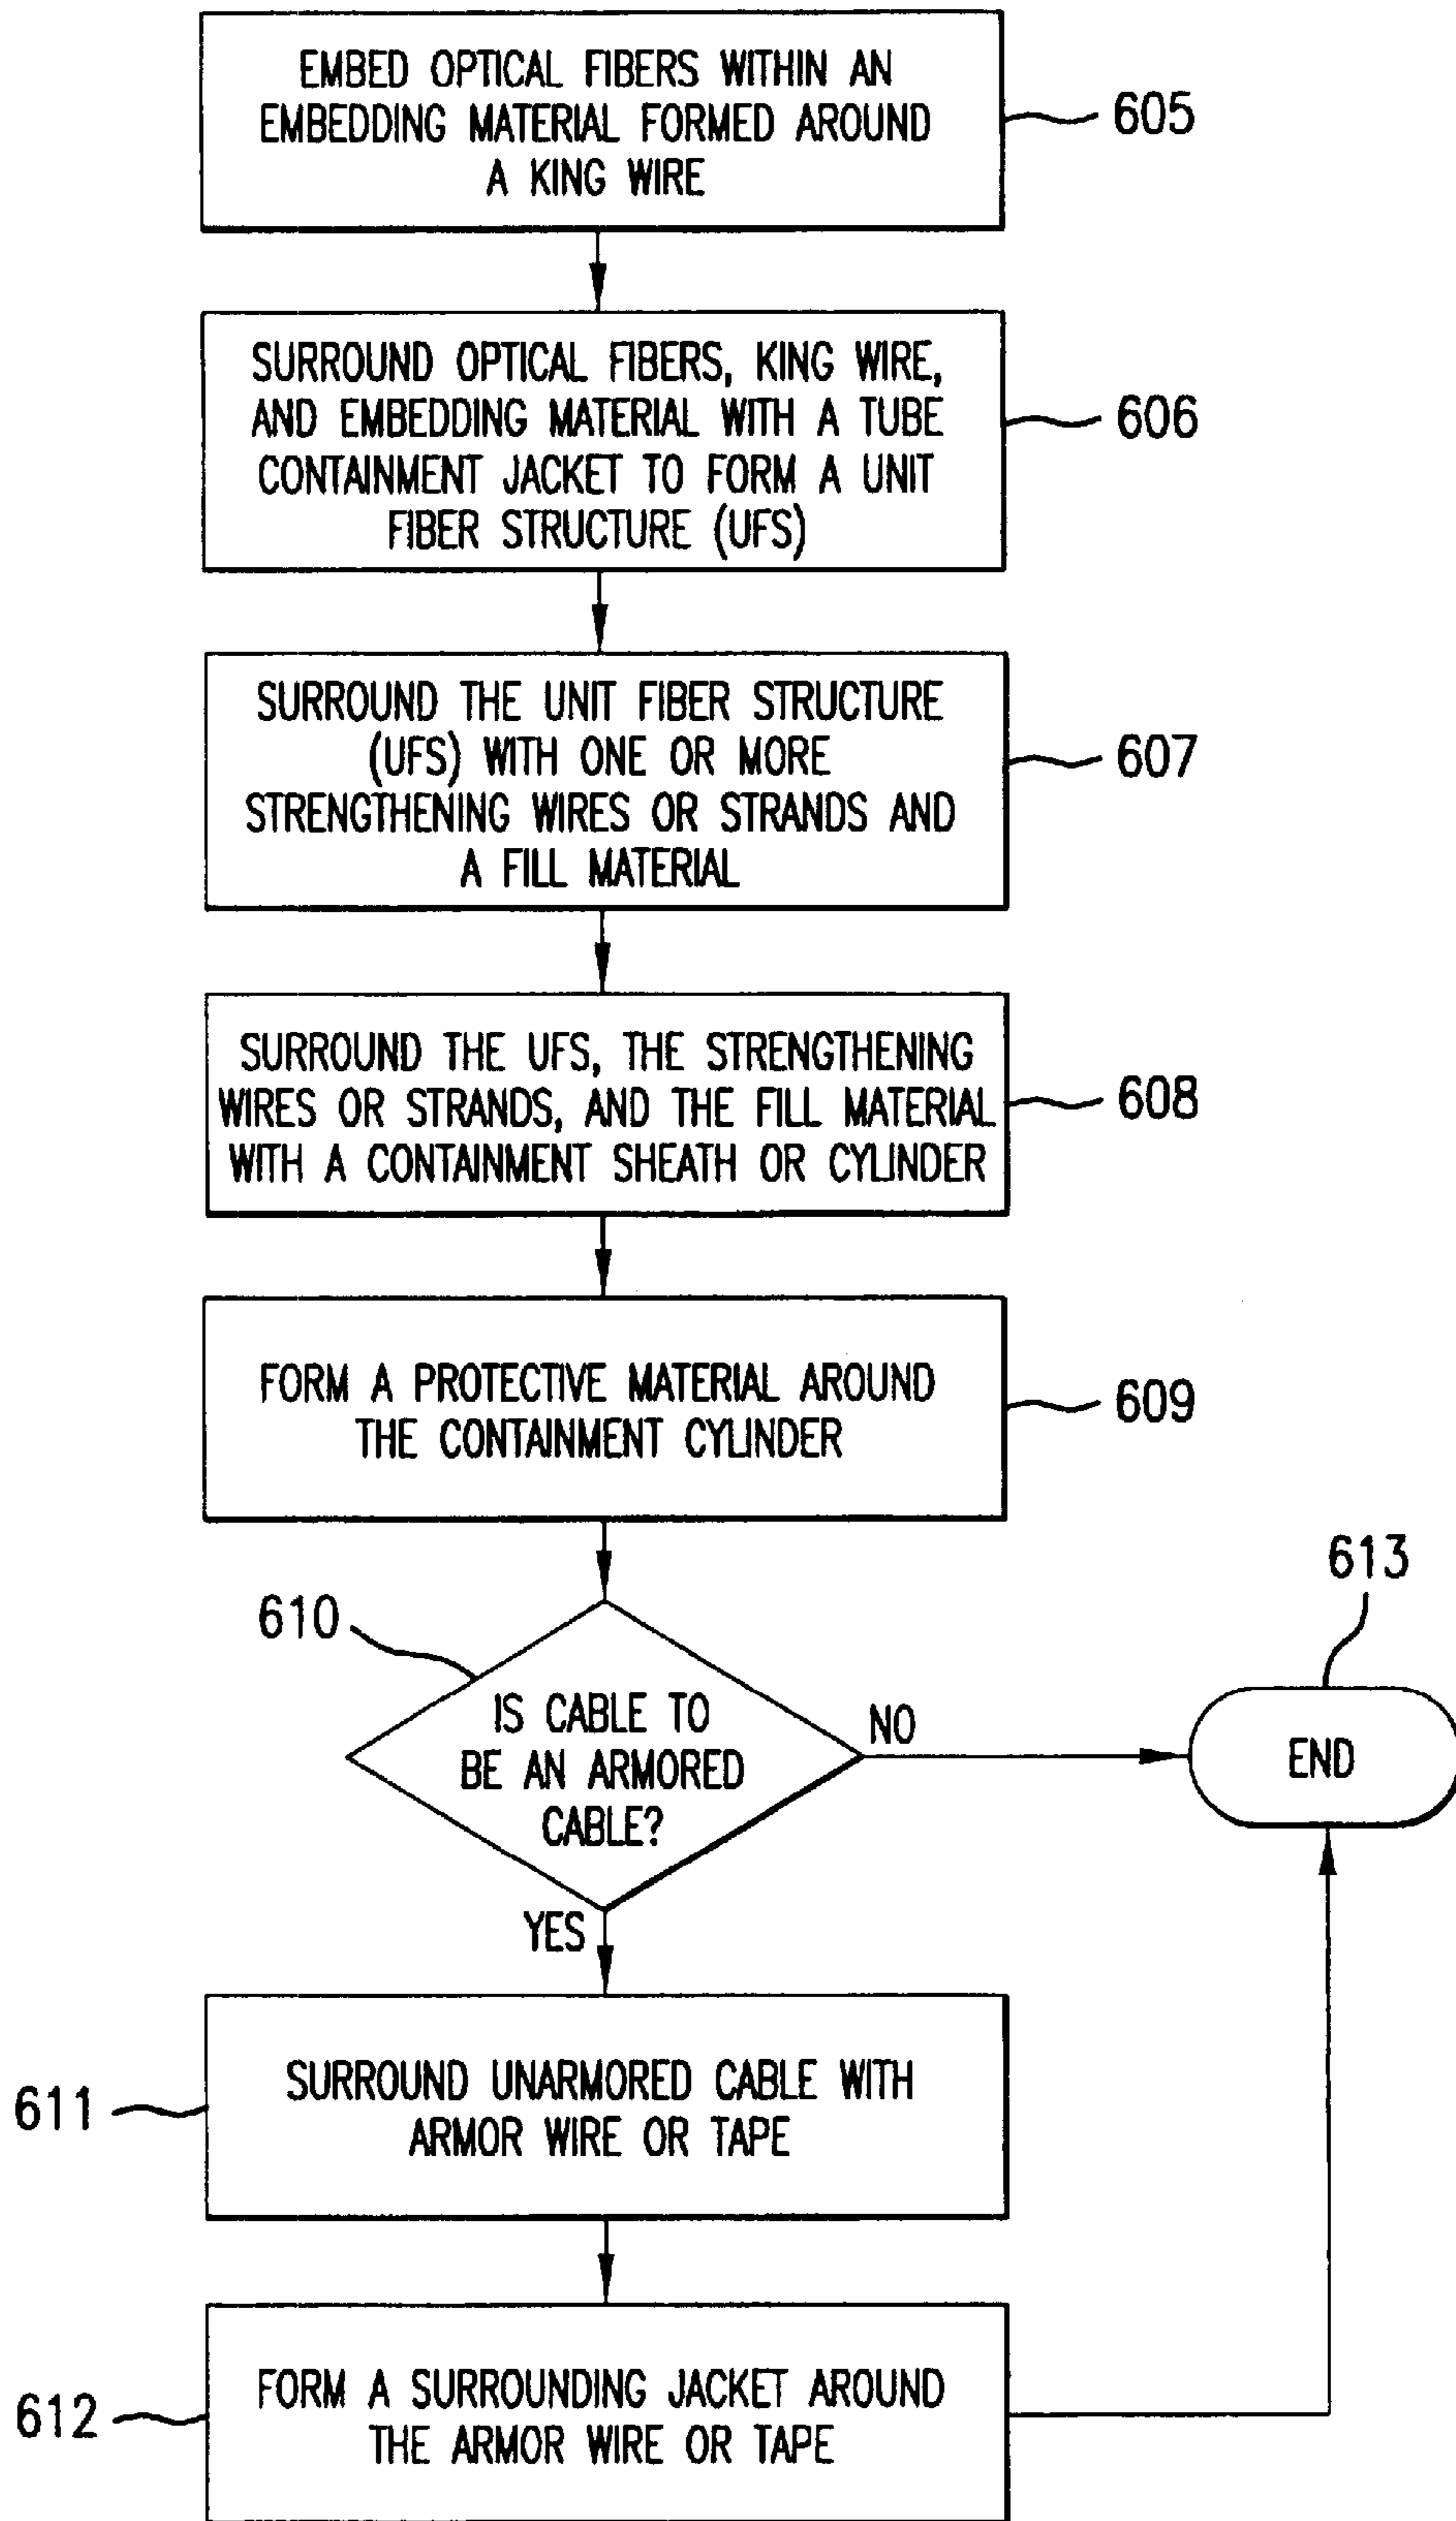 EMBED OPTICAL FIBERS WITHIN AN
EMBEDDING MATERIAL FORMED AROUND
A KING WIRE
605
SURROUND OPTICAL FIBERS, KING WIRE,
AND EMBEDDING MATERIAL WITH A TUBE
CONTAINMENT JACKET TO FORM A UNIT
FIBER STRUCTURE (UFS)
606
SURROUND THE UNIT FIBER STRUCTURE
(UFS) WITH ONE OR MORE
STRENGTHENING WIRES OR STRANDS AND
A FILL MATERIAL
607
SURROUND THE UFS, THE STRENGTHENING
WIRES OR STRANDS, AND THE FILL MATERIAL
WITH A CONTAINMENT SHEATH OR CYLINDER
608
FORM A PROTECTIVE MATERIAL AROUND
THE CONTAINMENT CYLINDER
609
610
IS CABLE TO
BE AN ARMORED
CABLE?
NO
613
END
YES
611
SURROUND UNARMORED CABLE WITH
ARMOR WIRE OR TAPE
612
FORM A SURROUNDING JACKET AROUND
THE ARMOR WIRE OR TAPE